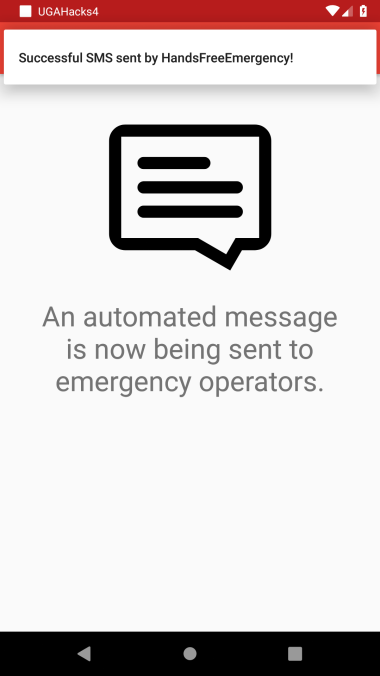 UGAHacks4
Successful SMS sent by HandsFreeEmergency!
An automated message
is now being sent to
emergency operators.